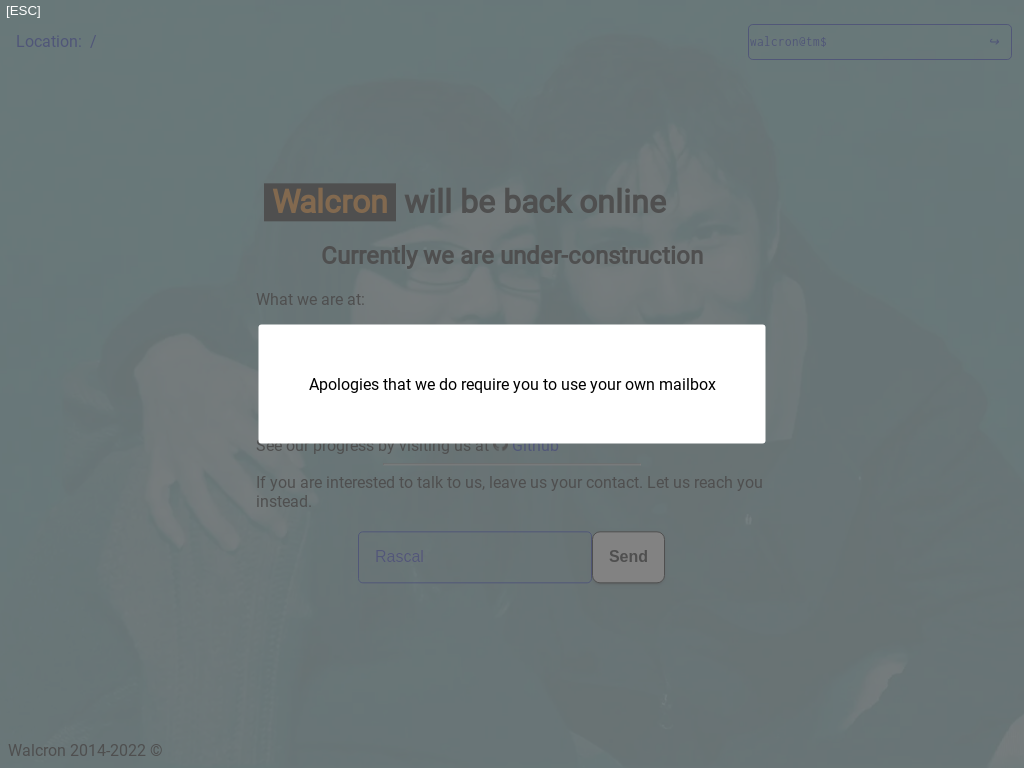 [ESC]
Location: /
walcron@tm$ ↪
Walcron will be back online
Currently we are under-construction
What we are at:
Apologies that we do require you to use your own mailbox
See our progress by visiting us at Github
If you are interested to talk to us, leave us your contact. Let us reach you
instead.
Rascal Send
Walcron 2014-2022 ©